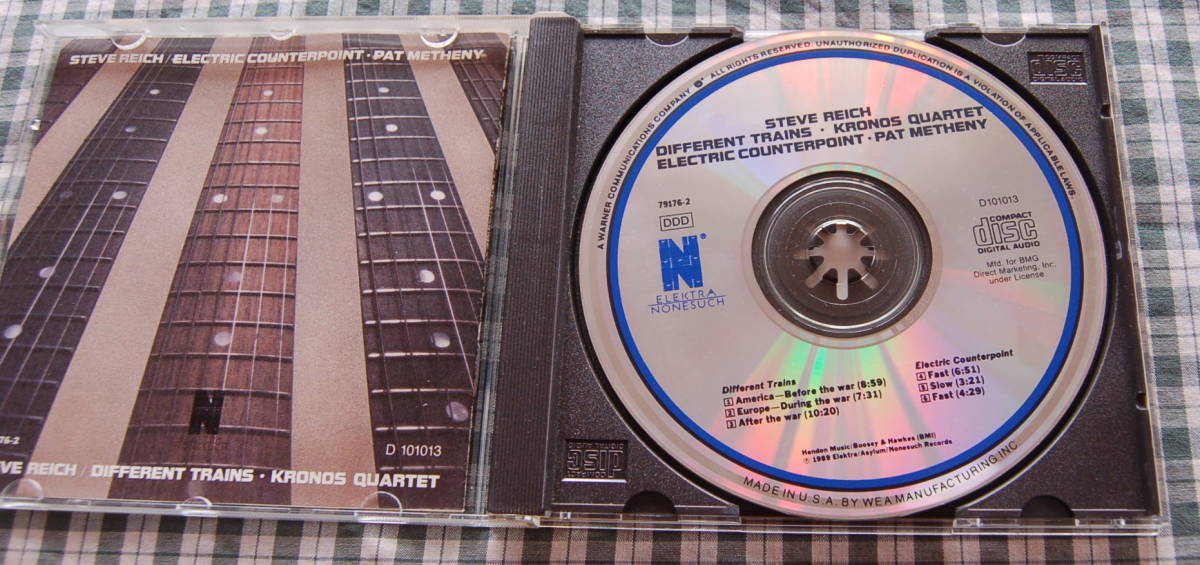 STEVE REICH / ELECTRIC COUNTERPOINT · PAT METHENY
N
76-2
D 101013
VE REICH / DIFFERENT TRAINS · KRONOS QUARTET
A WARNER COMMUNICATIONS COMPANY ALL RIGHTS RESERVED. UNAUTHORIZED DUPLICATION IS A VIOLATION OF APPLICABLE LAWS.
STEVE REICH
DIFFERENT TRAINS · KRONOS QUARTET
ELECTRIC COUNTERPOINT · PAT METHENY
79176-2
DDD
N®
ELEKTRA
NONESUCH
D101013
COMPACT
disc
DIGITAL AUDIO
Mfd. for BMG
Direct Marketing, Inc.
under License
Different Trains
1 America—Before the war (8:59)
2 Europe—During the war (7:31)
3 After the war (10:20)
Electric Counterpoint
4 Fast (6:51)
5 Slow (3:21)
6 Fast (4:29)
Hendon Music/Boosey & Hawkes (BMI)
℗ 1989 Elektra/Asylum/Nonesuch Records
MADE IN U.S.A. BY WEA MANUFACTURING INC.
disc